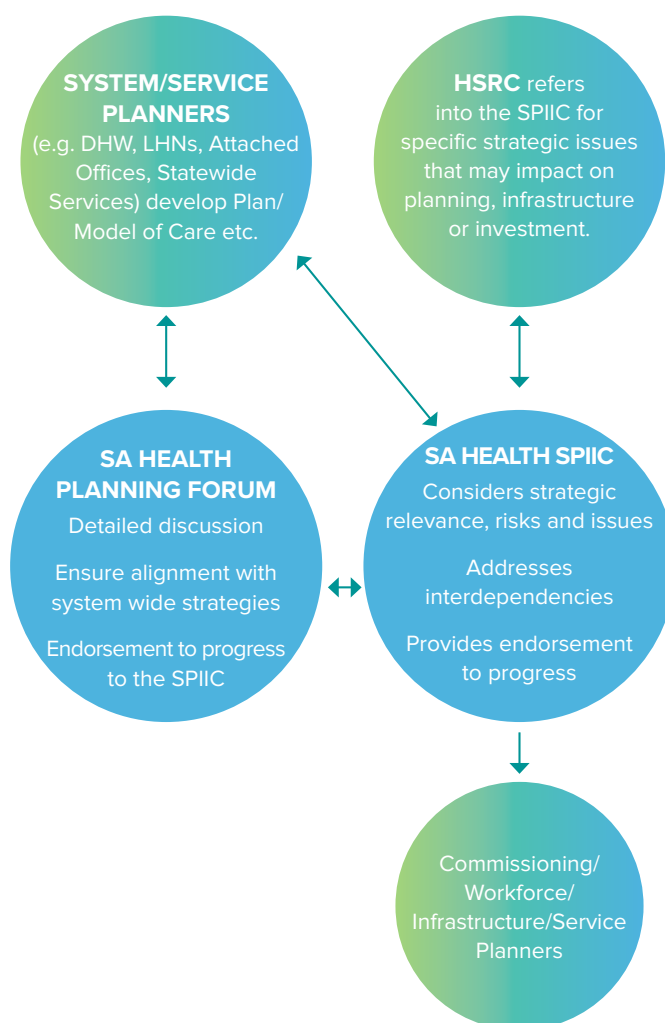 SYSTEM/SERVICE
PLANNERS
(e.g. DHW, LHNs, Attached
Offices, Statewide
Services) develop Plan/
Model of Care etc.
HSRC refers
into the SPIIC for
specific strategic issues
that may impact on
planning, infrastructure
or investment.
SA HEALTH
PLANNING FORUM
Detailed discussion
Ensure alignment with
system wide strategies
Endorsement to progress
to the SPIIC
SA HEALTH SPIIC
Considers strategic
relevance, risks and issues
Addresses
interdependencies
Provides endorsement
to progress
Commissioning/
Workforce/
Infrastructure/Service
Planners